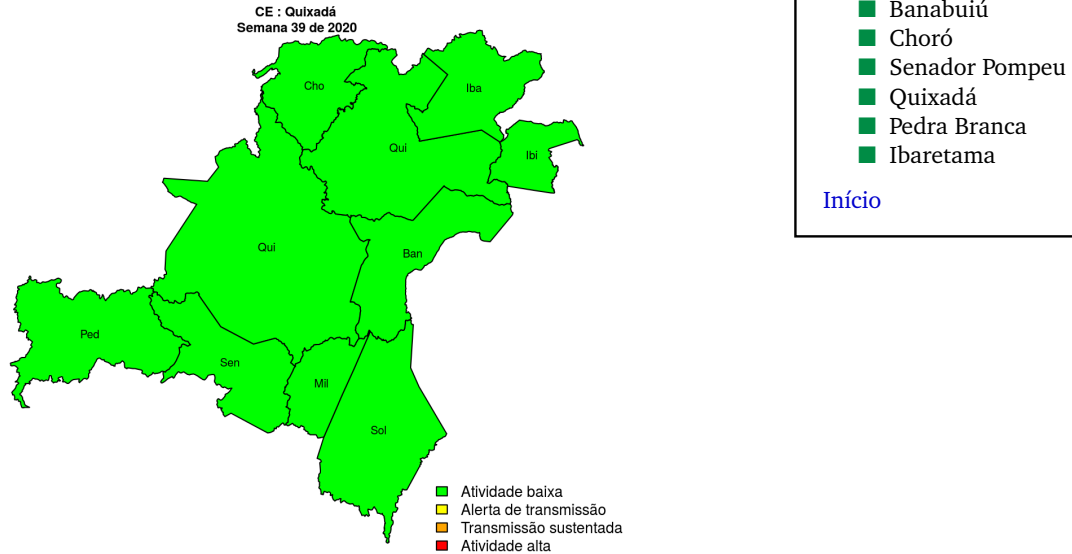 CE : Quixadá
Semana 39 de 2020
Cho
Iba
Qui
Ibi
Qui
Ban
Ped
Sen
Mil
Sol
Atividade baixa
Alerta de transmissão
Transmissão sustentada
Atividade alta
Banabuiú
Choró
Senador Pompeu
Quixadá
Pedra Branca
Ibaretama
Início